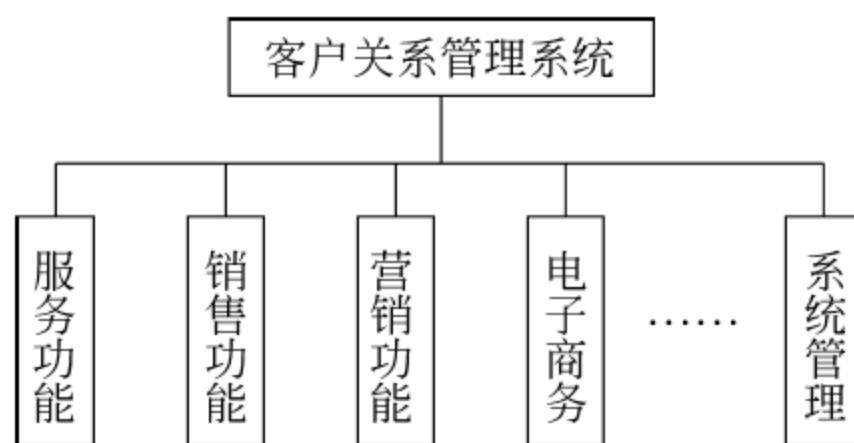 客户关系管理系统
服务功能
销售功能
营销功能
电子商务
……
系统管理